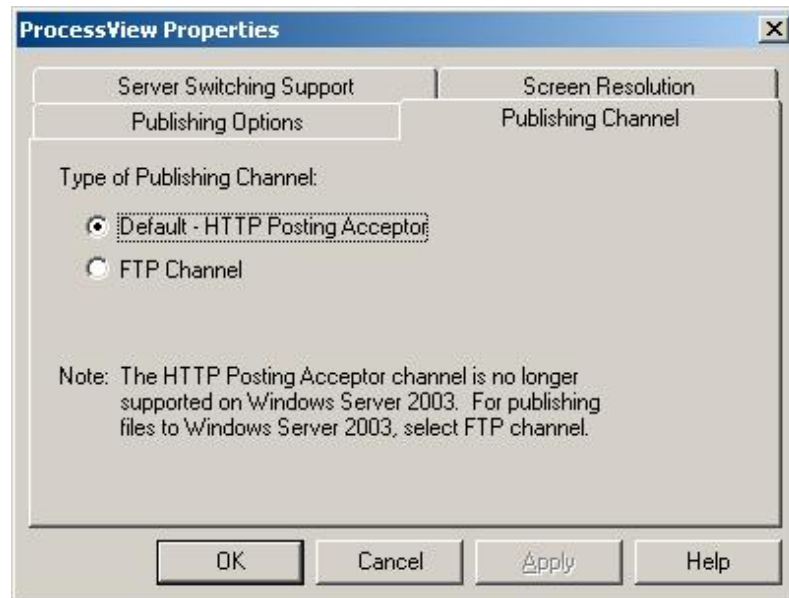 ProcessView Properties
Server Switching Support
Screen Resolution
Publishing Options
Publishing Channel
Type of Publishing Channel:
Default - HTTP Posting Acceptor
FTP Channel
Note: The HTTP Posting Acceptor channel is no longer
supported on Windows Server 2003. For publishing
files to Windows Server 2003, select FTP channel.
OK
Cancel
Apply
Help